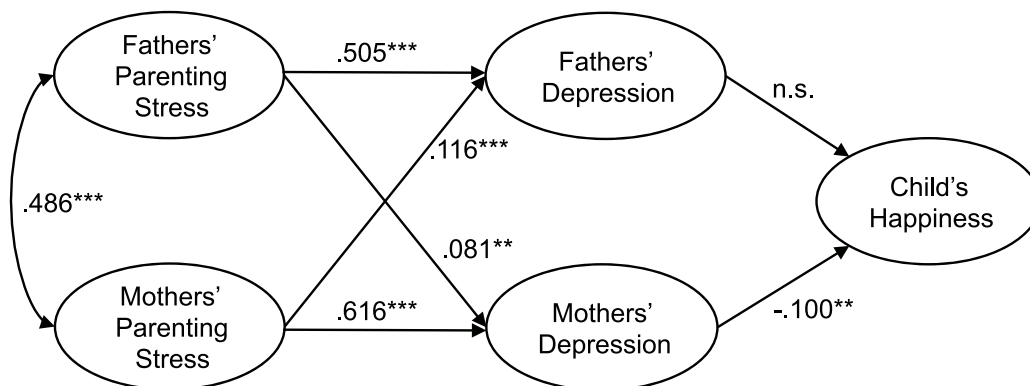 Fathers'
Parenting
Stress
.505***
Fathers'
Depression
n.s.
.116***
.486***
Child's
Happiness
.081**
Mothers'
Parenting
Stress
.616***
Mothers'
Depression
-.100**